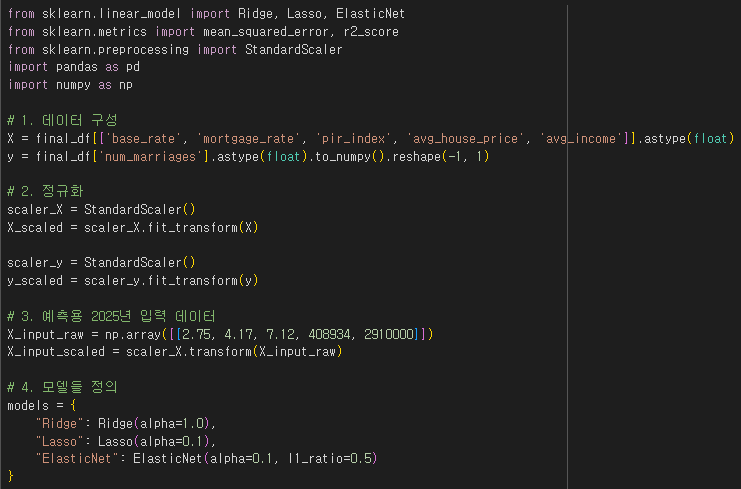 from sklearn.linear_model import Ridge, Lasso, ElasticNet
from sklearn.metrics import mean_squared_error, r2_score
from sklearn.preprocessing import StandardScaler
import pandas as pd
import numpy as np

# 1. 데이터 구성
X = final_df[['base_rate', 'mortgage_rate', 'pir_index', 'avg_house_price', 'avg_income']].astype(float)
y = final_df['num_marriages'].astype(float).to_numpy().reshape(-1, 1)

# 2. 정규화
scaler_X = StandardScaler()
X_scaled = scaler_X.fit_transform(X)

scaler_y = StandardScaler()
y_scaled = scaler_y.fit_transform(y)

# 3. 예측용 2025년 입력 데이터
X_input_raw = np.array([[2.75, 4.17, 7.12, 408934, 2910000]])
X_input_scaled = scaler_X.transform(X_input_raw)

# 4. 모델들 정의
models = {
    "Ridge": Ridge(alpha=1.0),
    "Lasso": Lasso(alpha=0.1),
    "ElasticNet": ElasticNet(alpha=0.1, l1_ratio=0.5)
}